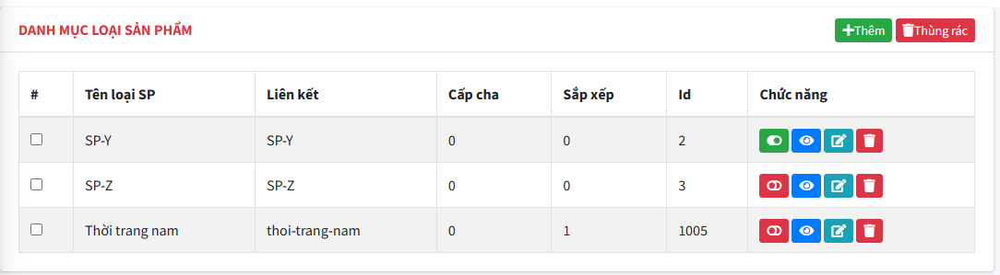 DANH MỤC LOẠI SẢN PHẨM
Thêm Thùng rác
# Tên loại SP Liên kết Cấp cha Sắp xếp Id Chức năng
SP-Y SP-Y 0 0 2
SP-Z SP-Z 0 0 3
Thời trang nam thoi-trang-nam 0 1 1005